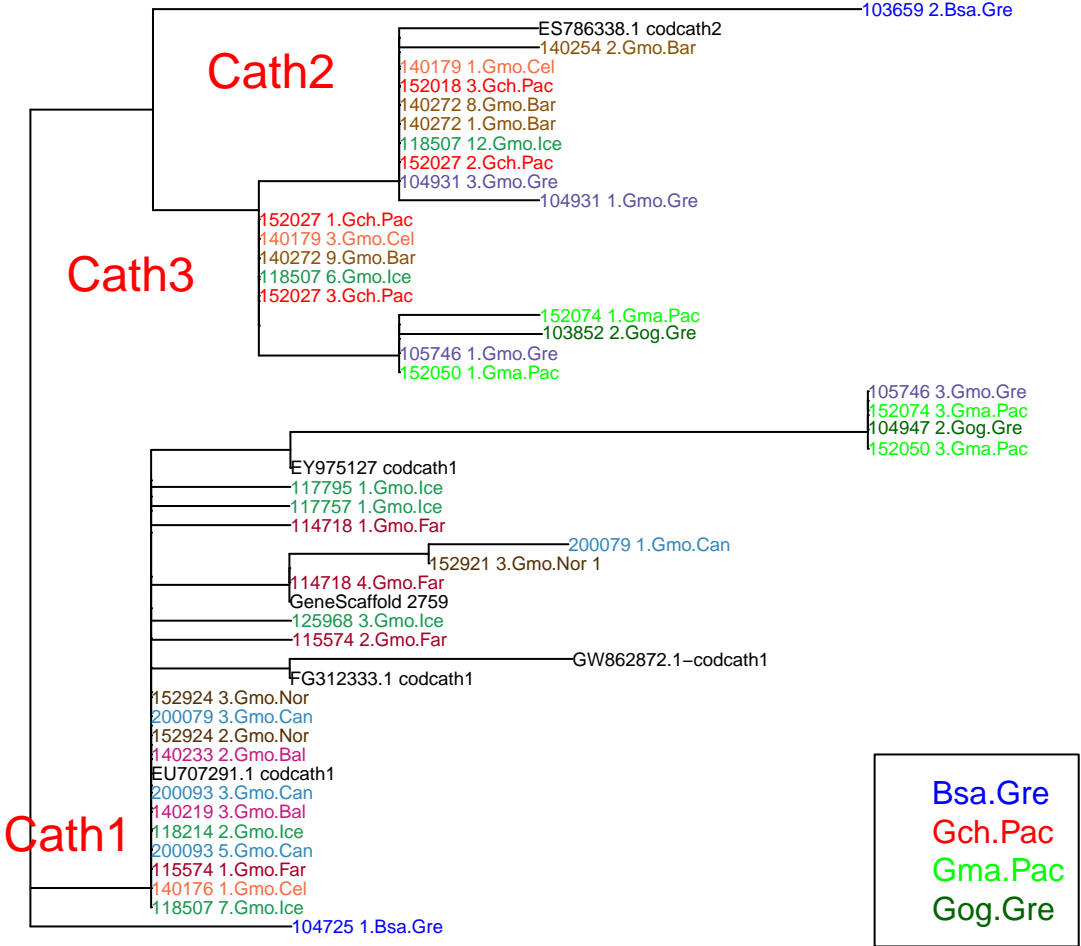 103659 2.Bsa.Gre
ES786338.1 codcath2
140254 2.Gmo.Bar
Cath2
140179 1.Gmo.Cel
152018 3.Gch.Pac
140272 8.Gmo.Bar
140272 1.Gmo.Bar
118507 12.Gmo.Ice
152027 2.Gch.Pac
104931 3.Gmo.Gre
104931 1.Gmo.Gre
152027 1.Gch.Pac
140179 3.Gmo.Cel
140272 9.Gmo.Bar
Cath3
118507 6.Gmo.Ice
152027 3.Gch.Pac
152074 1.Gma.Pac
103852 2.Gog.Gre
105746 1.Gmo.Gre
152050 1.Gma.Pac
105746 3.Gmo.Gre
152074 3.Gma.Pac
104947 2.Gog.Gre
152050 3.Gma.Pac
EY975127 codcath1
117795 1.Gmo.Ice
117757 1.Gmo.Ice
114718 1.Gmo.Far
200079 1.Gmo.Can
152921 3.Gmo.Nor 1
114718 4.Gmo.Far
GeneScaffold 2759
125968 3.Gmo.Ice
115574 2.Gmo.Far
GW862872.1−codcath1
FG312333.1 codcath1
152924 3.Gmo.Nor
200079 3.Gmo.Can
152924 2.Gmo.Nor
140233 2.Gmo.Bal
EU707291.1 codcath1
200093 3.Gmo.Can
140219 3.Gmo.Bal
Cath1
118214 2.Gmo.Ice
200093 5.Gmo.Can
115574 1.Gmo.Far
140176 1.Gmo.Cel
118507 7.Gmo.Ice
104725 1.Bsa.Gre
Bsa.Gre
Gch.Pac
Gma.Pac
Gog.Gre